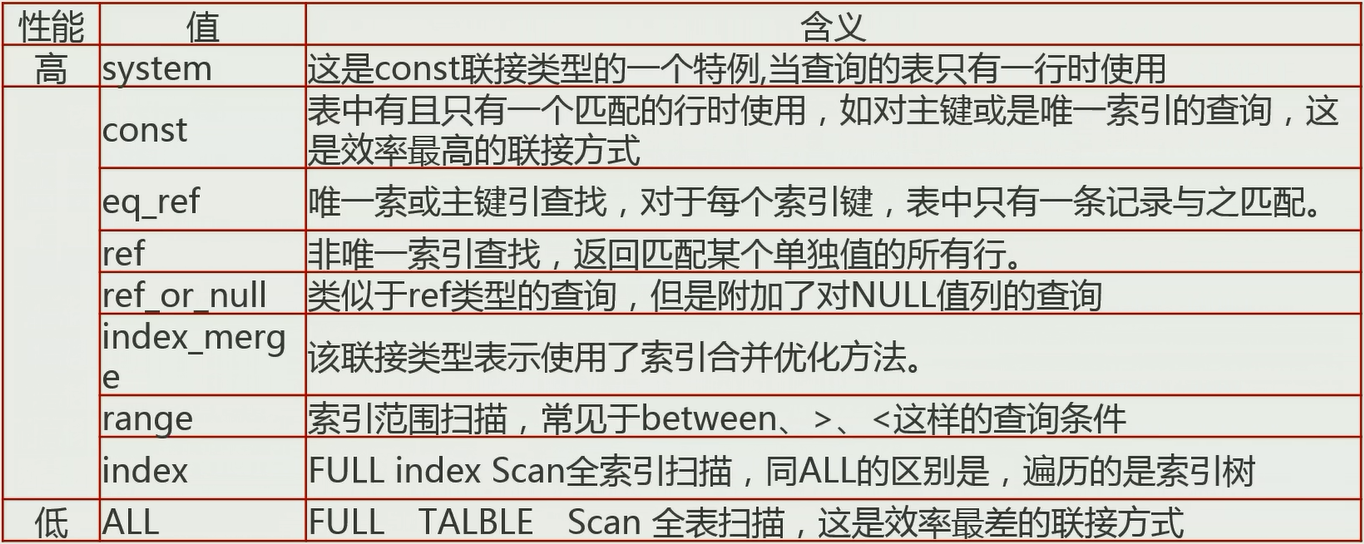 性能 值 含义
高 system 这是const联接类型的一个特例,当查询的表只有一行时使用
const 表中有且只有一个匹配的行时使用，如对主键或是唯一索引的查询，这
是效率最高的联接方式
eq_ref 唯一索或主键引查找，对于每个索引键，表中只有一条记录与之匹配。
ref 非唯一索引查找，返回匹配某个单独值的所有行。
ref_or_null 类似于ref类型的查询，但是附加了对NULL值列的查询
index_merg
e
该联接类型表示使用了索引合并优化方法。
range 索引范围扫描，常见于between、>、<这样的查询条件
index FULL index Scan全索引扫描，同ALL的区别是，遍历的是索引树
低 ALL FULL TALBLE Scan 全表扫描，这是效率最差的联接方式